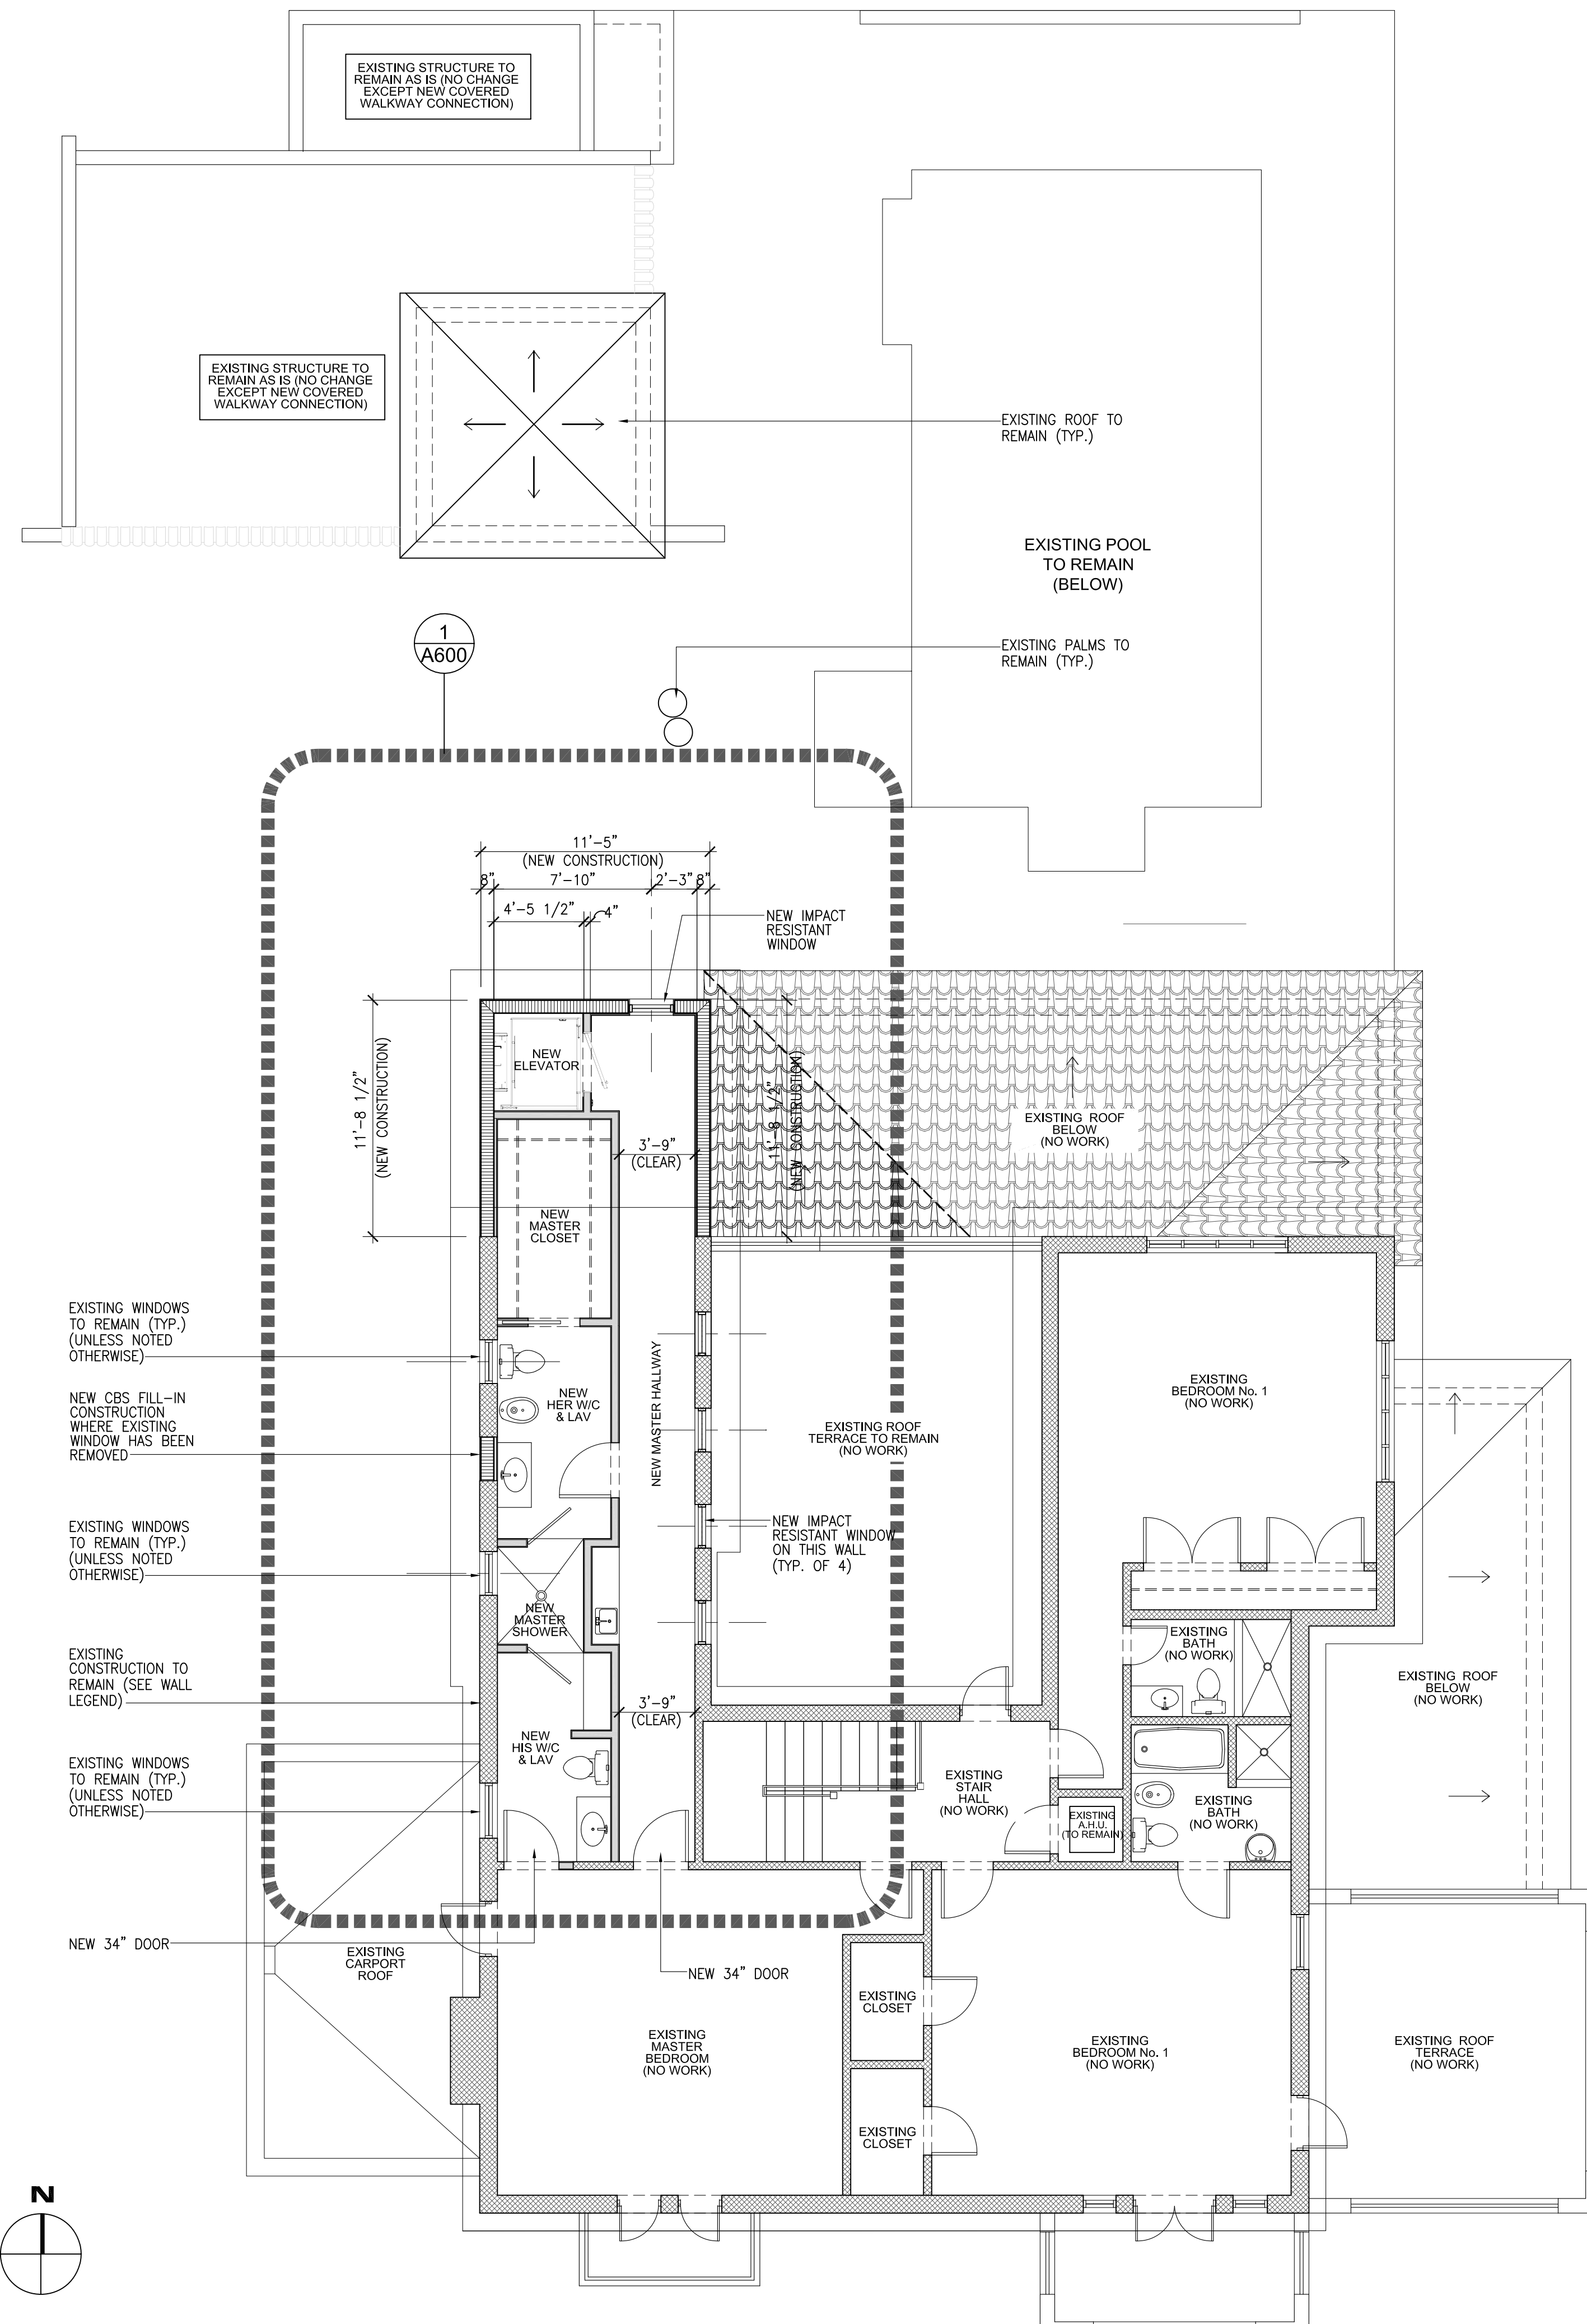 EXISTING STRUCTURE TO
REMAIN AS IS (NO CHANGE
EXCEPT NEW COVERED
WALKWAY CONNECTION)
EXISTING STRUCTURE TO
REMAIN AS IS (NO CHANGE
EXCEPT NEW COVERED
WALKWAY CONNECTION)
EXISTING ROOF TO
REMAIN (TYP.)
EXISTING POOL
TO REMAIN
(BELOW)
1
A600
EXISTING PALMS TO
REMAIN (TYP.)
11'-5"
(NEW CONSTRUCTION)
8"
7'-10"
2'-3"
8"
4'-5 1/2"
4"
NEW IMPACT
RESISTANT
WINDOW
11'-8 1/2"
(NEW CONSTRUCTION)
NEW
ELEVATOR
11'-8 1/2"
(NEW CONSTRUCTION)
EXISTING ROOF
BELOW
(NO WORK)
3'-9"
(CLEAR)
NEW
MASTER
CLOSET
EXISTING WINDOWS
TO REMAIN (TYP.)
(UNLESS NOTED
OTHERWISE)
NEW CBS FILL-IN
CONSTRUCTION
WHERE EXISTING
WINDOW HAS BEEN
REMOVED
NEW
HER W/C
& LAV
NEW MASTER HALLWAY
EXISTING ROOF
TERRACE TO REMAIN
(NO WORK)
EXISTING
BEDROOM No. 1
(NO WORK)
EXISTING WINDOWS
TO REMAIN (TYP.)
(UNLESS NOTED
OTHERWISE)
NEW IMPACT
RESISTANT WINDOW
ON THIS WALL
(TYP. OF 4)
NEW
MASTER
SHOWER
EXISTING
CONSTRUCTION TO
REMAIN (SEE WALL
LEGEND)
EXISTING
BATH
(NO WORK)
EXISTING ROOF
BELOW
(NO WORK)
3'-9"
(CLEAR)
NEW
HIS W/C
& LAV
EXISTING WINDOWS
TO REMAIN (TYP.)
(UNLESS NOTED
OTHERWISE)
EXISTING
STAIR
HALL
(NO WORK)
EXISTING
A.H.U.
(TO REMAIN)
EXISTING
BATH
(NO WORK)
NEW 34" DOOR
EXISTING
CARPORT
ROOF
NEW 34" DOOR
EXISTING
CLOSET
EXISTING
MASTER
BEDROOM
(NO WORK)
EXISTING
BEDROOM No. 1
(NO WORK)
EXISTING ROOF
TERRACE
(NO WORK)
EXISTING
CLOSET
N